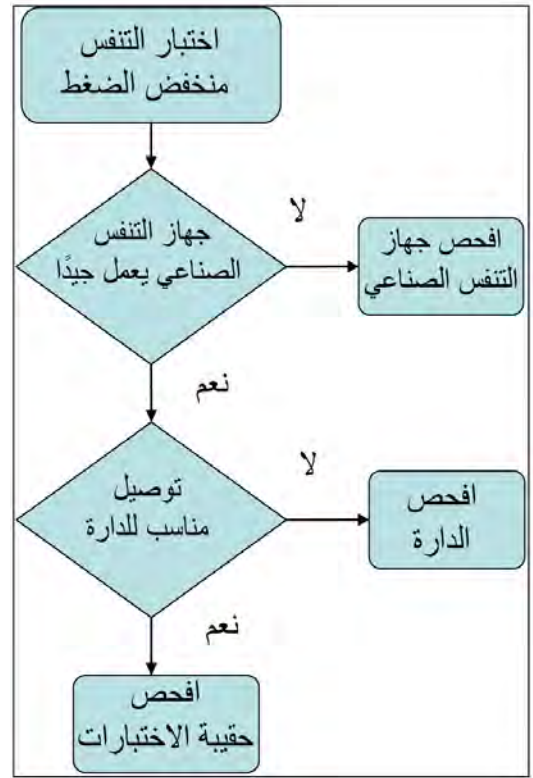 اختبار التنفس
منخفض الضغط
جهاز التنفس
الصناعي يعمل جيدًا
لا
افحص جهاز
التنفس الصناعي
نعم
توصيل
مناسب للدارة
لا
افحص
الدارة
نعم
افحص
حقيبة الاختبارات